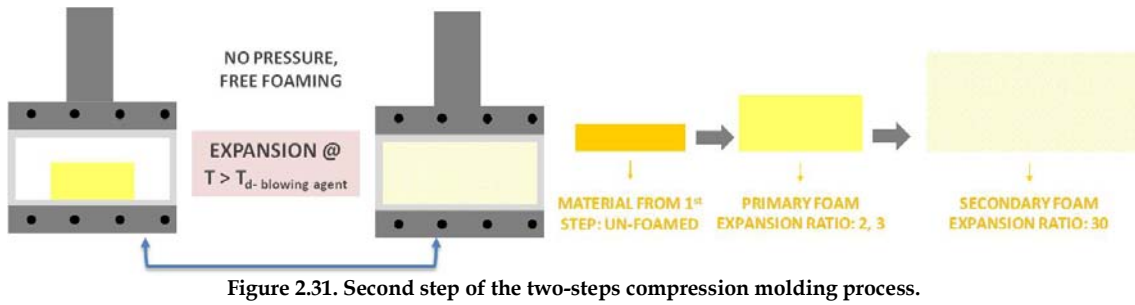 NO PRESSURE,
FREE FOAMING
EXPANSION @
T > Td- blowing agent
MATERIAL FROM 1st
STEP: UN-FOAMED
PRIMARY FOAM
EXPANSION RATIO: 2, 3
SECONDARY FOAM
EXPANSION RATIO: 30
Figure 2.31. Second step of the two-steps compression molding process.